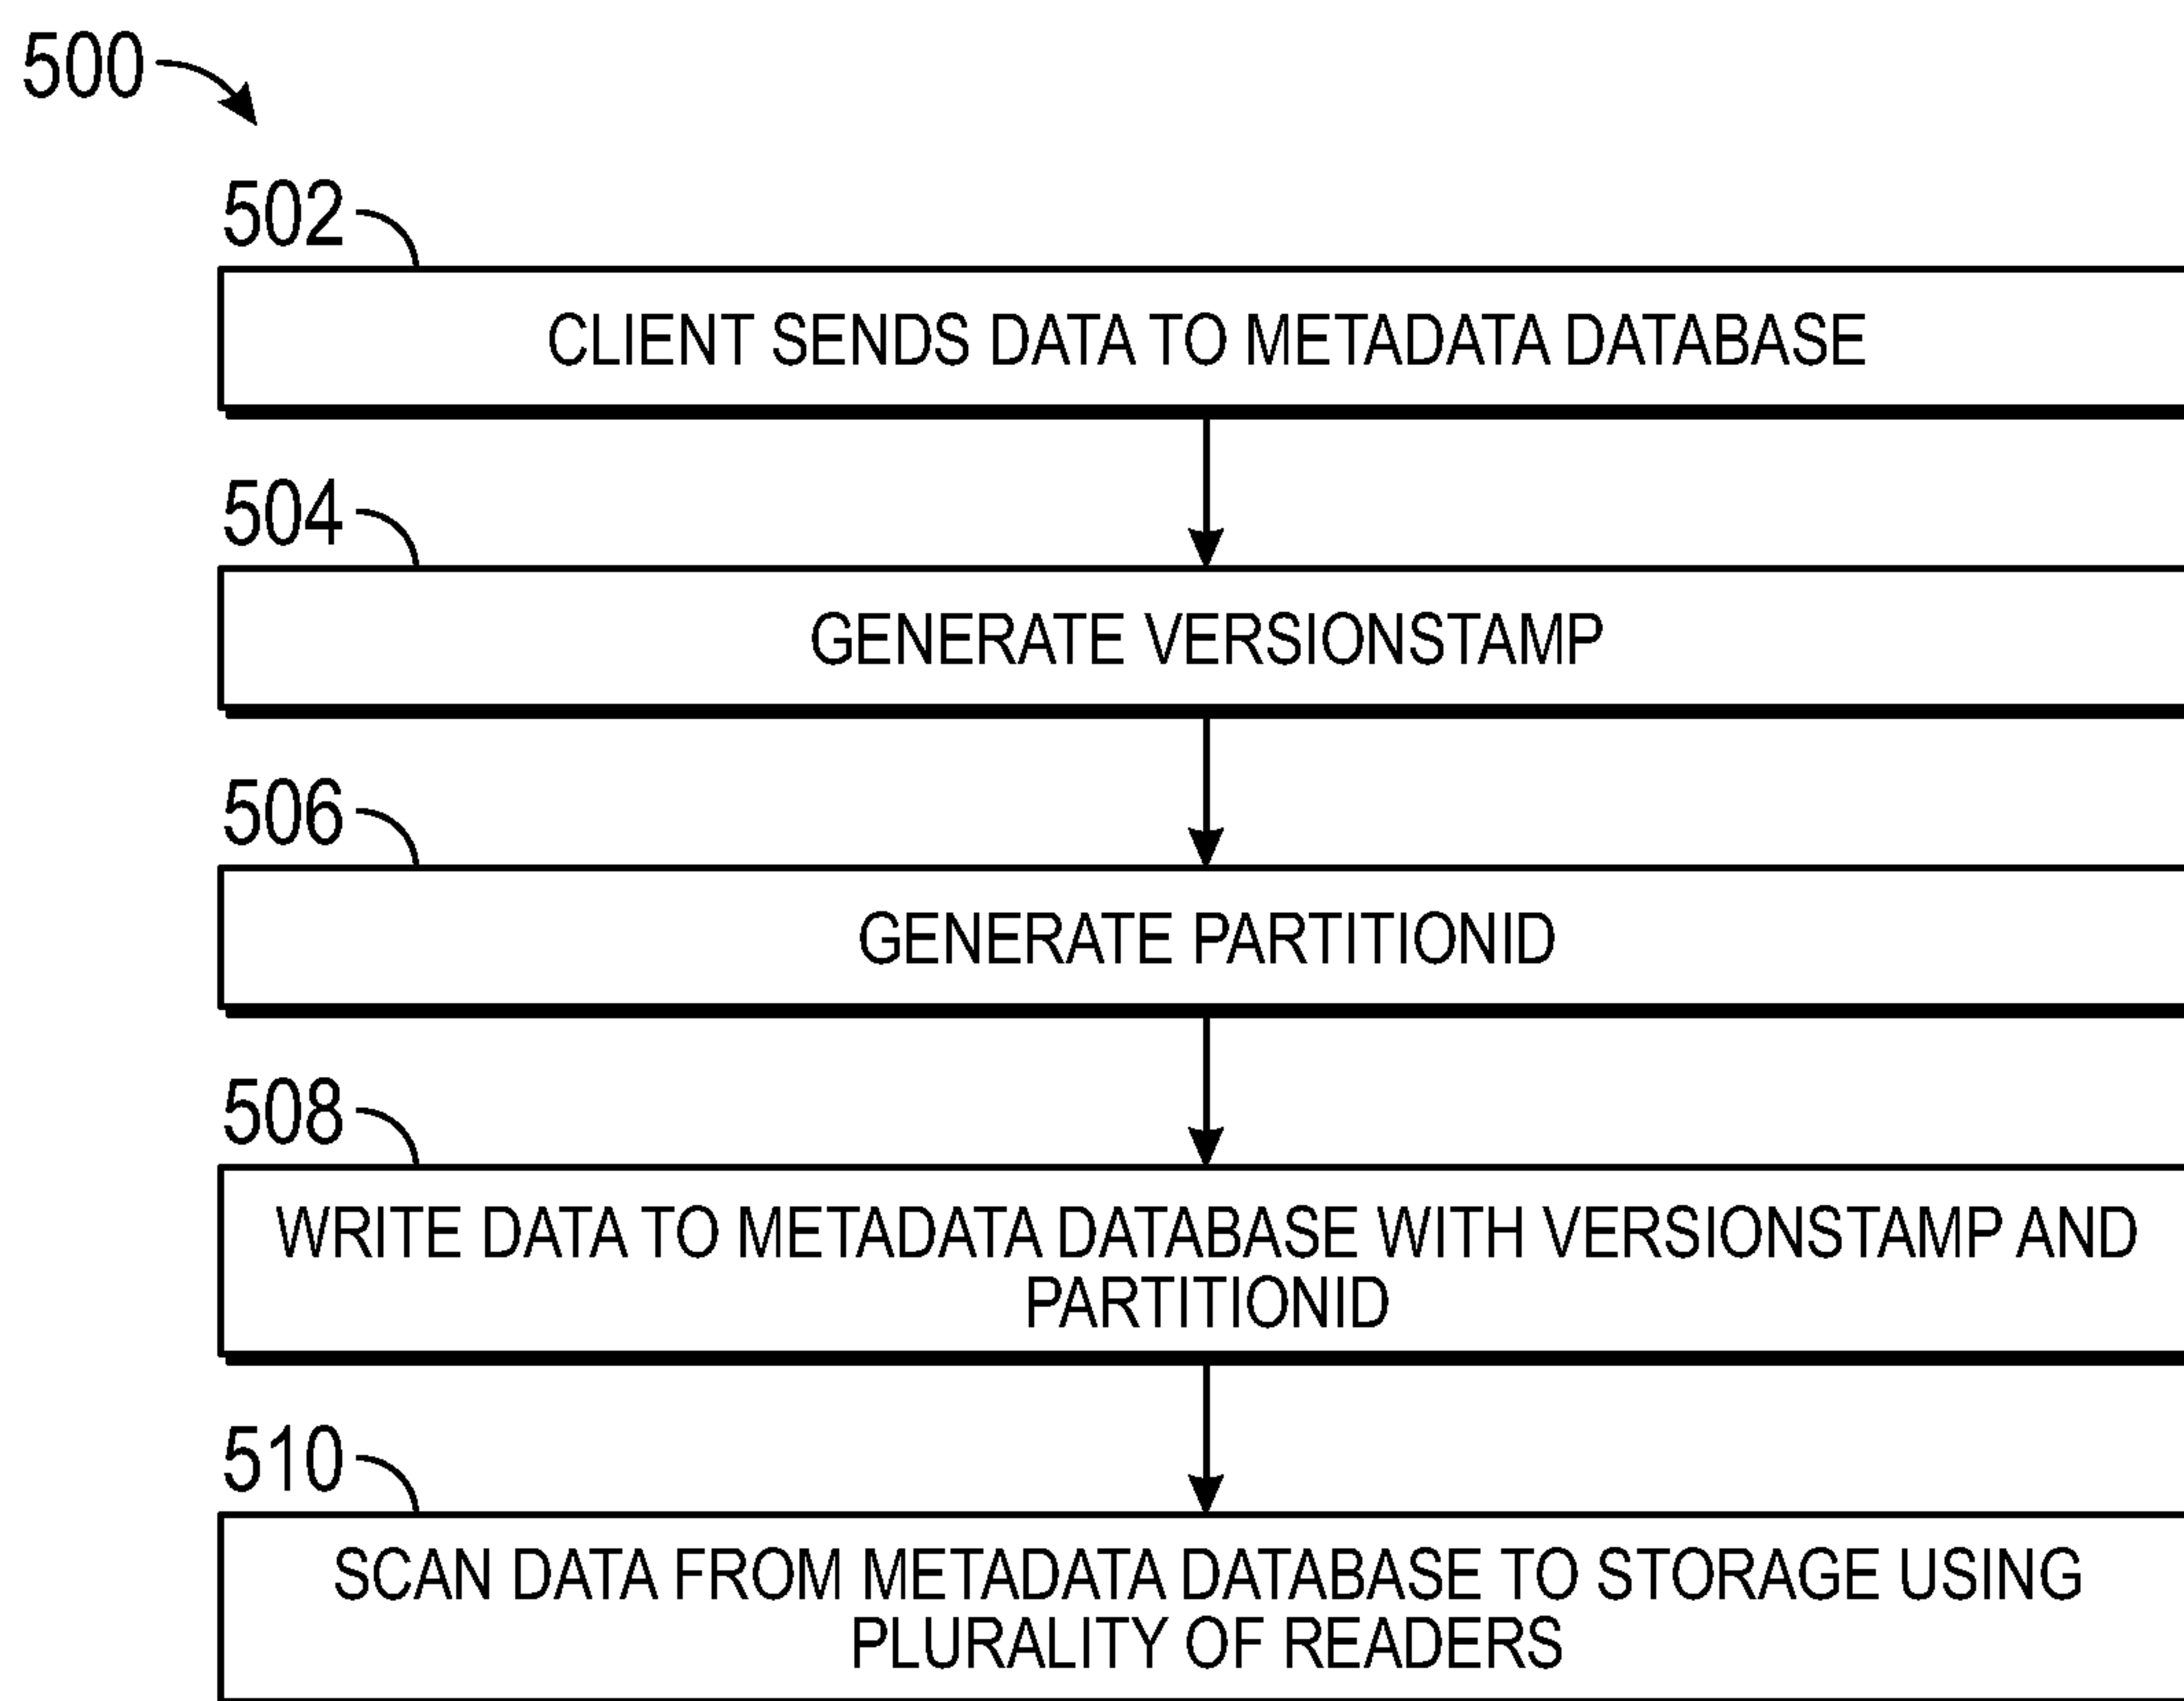 500
502
CLIENT SENDS DATA TO METADATA DATABASE
504
GENERATE VERSIONSTAMP
506
GENERATE PARTITIONID
508
WRITE DATA TO METADATA DATABASE WITH VERSIONSTAMP AND
PARTITIONID
510
SCAN DATA FROM METADATA DATABASE TO STORAGE USING
PLURALITY OF READERS